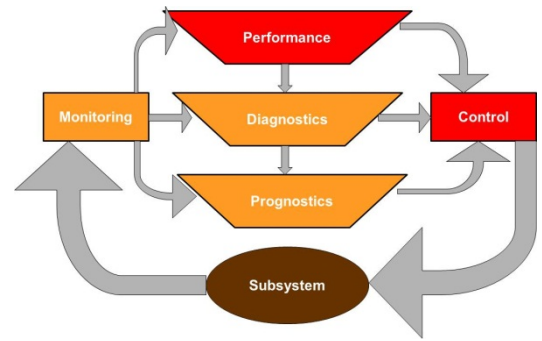 Performance
Monitoring
Diagnostics
Control
Prognostics
Subsystem